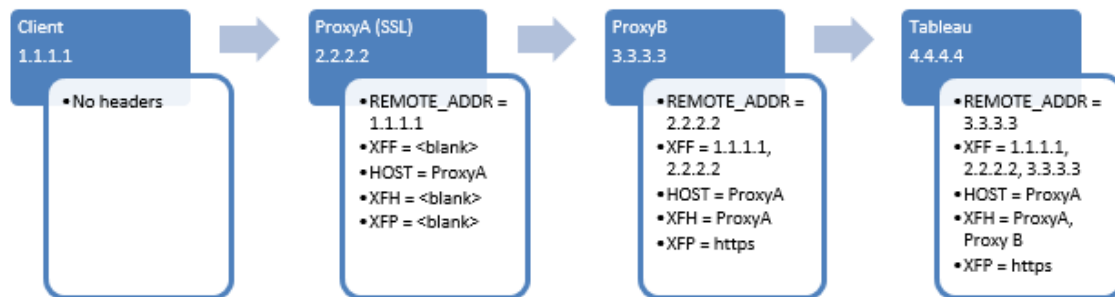 Client
1.1.1.1
•No headers
ProxyA (SSL)
2.2.2.2
•REMOTE_ADDR =
1.1.1.1
•XFF = <blank>
•HOST = ProxyA
•XFH = <blank>
•XFP = <blank>
ProxyB
3.3.3.3
•REMOTE_ADDR =
2.2.2.2
•XFF = 1.1.1.1,
2.2.2.2
•HOST = ProxyA
•XFH = ProxyA
•XFP = https
Tableau
4.4.4.4
•REMOTE_ADDR =
3.3.3.3
•XFF = 1.1.1.1,
2.2.2.2, 3.3.3.3
•HOST = ProxyA
•XFH = ProxyA,
Proxy B
•XFP = https